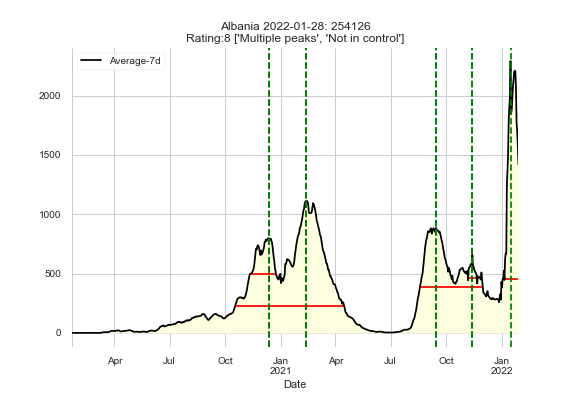 Albania 2022-01-28: 254126
Rating:8 ['Multiple peaks', 'Not in control']
Average-7d
2000
1500
1000
500
0
Apr Jul Oct Jan Apr Jul Oct Jan
2021 2022
Date